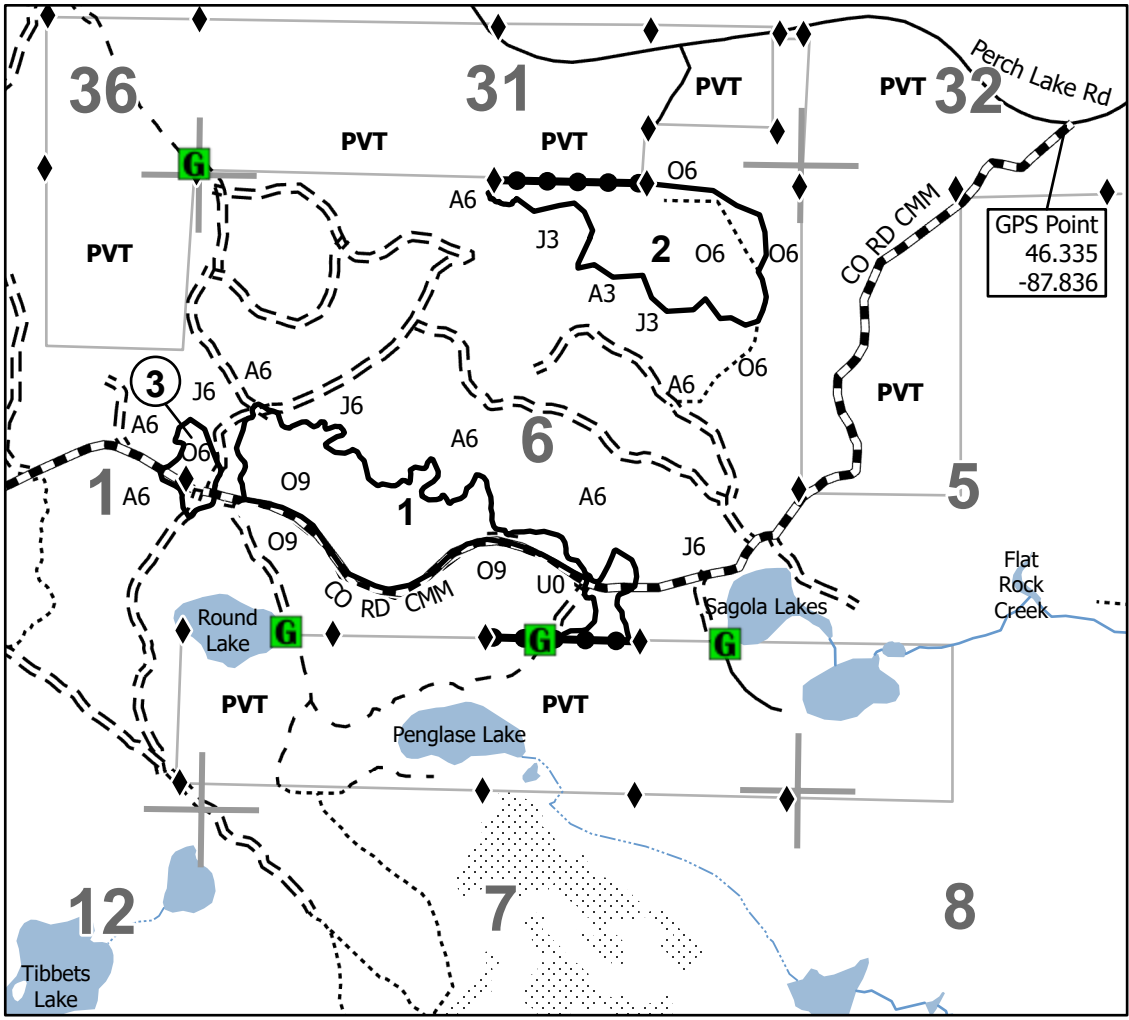 36
31
PVT
32
Perch Lake Rd
PVT
PVT
G
O6
A6
CO RD CMM
GPS Point
46.335
-87.836
J3
2
O6
O6
PVT
A3
J3
3
J6
A6
O6
A6
PVT
J6
A6
O6
A6
6
1
A6
O9
1
A6
5
O9
O9
U0
J6
CO RD CMM
Flat
Rock
Creek
Sagola Lakes
Round
Lake
G
G
G
PVT
PVT
Penglase Lake
12
7
8
Tibbets
Lake
PVT